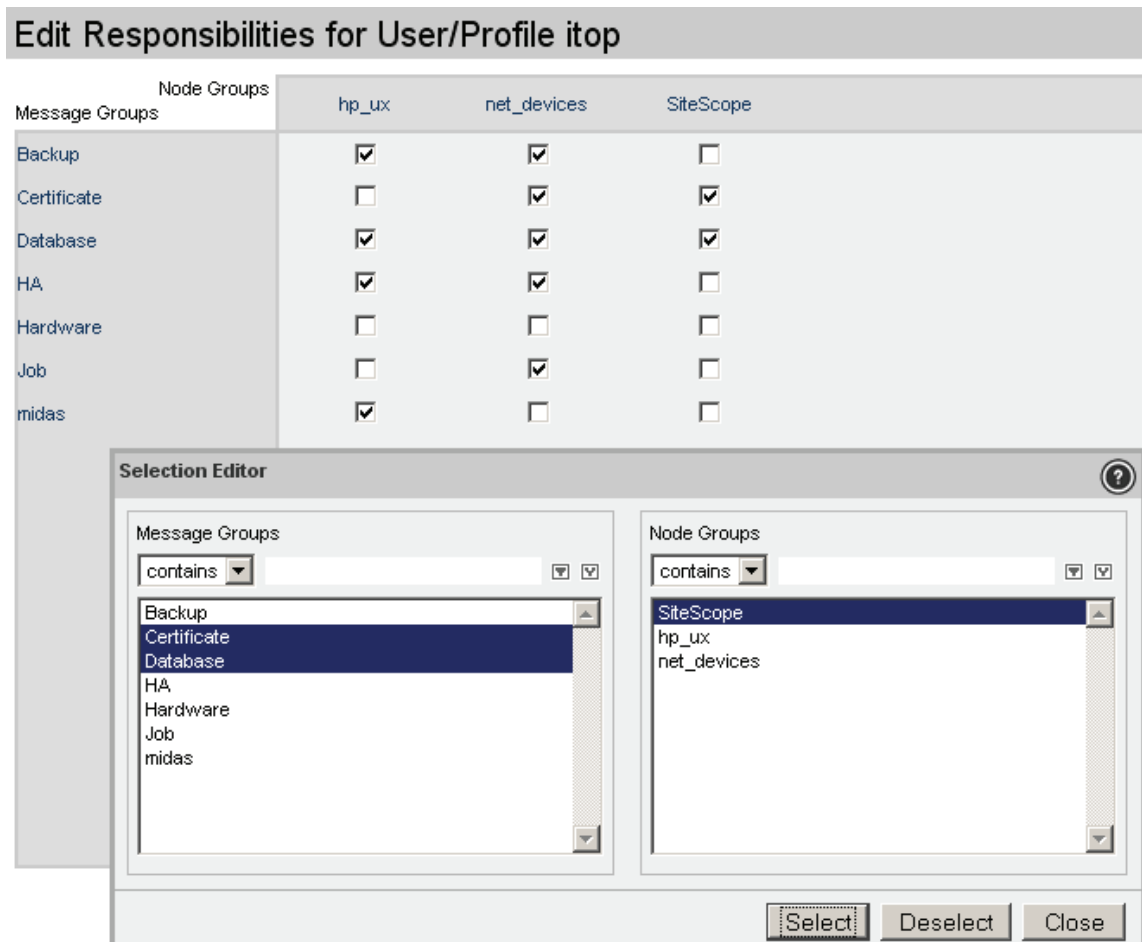 Edit Responsibilities for User/Profile itop
Node Groups
Message Groups
hp_ux net_devices SiteScope
Backup
Certificate
Database
HA
Hardware
Job
midas
Selection Editor
?
Message Groups
contains
Backup
Certificate
Database
HA
Hardware
Job
midas
Node Groups
contains
SiteScope
hp_ux
net_devices
Select Deselect Close